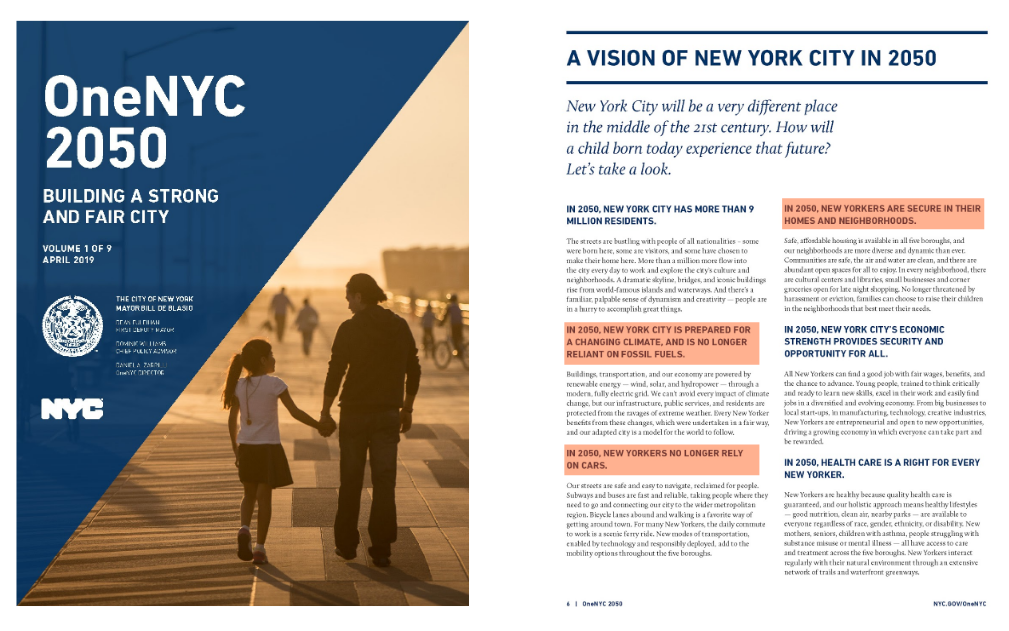 OneNYC
2050
BUILDING A STRONG
AND FAIR CITY
VOLUME 1 OF 9
APRIL 2019
THE CITY OF NEW YORK
MAYOR BILL DE BLASIO
DEAN FULEIHAN
FIRST DEPUTY MAYOR
DOMINIC WILLIAMS
CHIEF POLICY ADVISOR
DANIEL A. ZARRILLI
OneNYC DIRECTOR
NYC
A VISION OF NEW YORK CITY IN 2050
New York City will be a very different place
in the middle of the 21st century. How will
a child born today experience that future?
Let's take a look.
IN 2050, NEW YORK CITY HAS MORE THAN 9
MILLION RESIDENTS.
The streets are bustling with people of all nationalities – some
were born here, some are visitors, and some have chosen to
make their home here. More than a million more flow into
the city every day to work and explore the city's culture and
neighborhoods. A dramatic skyline, bridges, and iconic buildings
rise from world-famous islands and waterways. And there's a
familiar, palpable sense of dynamism and creativity — people are
in a hurry to accomplish great things.
IN 2050, NEW YORK CITY IS PREPARED FOR
A CHANGING CLIMATE, AND IS NO LONGER
RELIANT ON FOSSIL FUELS.
Buildings, transportation, and our economy are powered by
renewable energy — wind, solar, and hydropower — through a
modern, fully electric grid. We can't avoid every impact of climate
change, but our infrastructure, public services, and residents are
protected from the ravages of extreme weather. Every New Yorker
benefits from these changes, which were undertaken in a fair way,
and our adapted city is a model for the world to follow.
IN 2050, NEW YORKERS NO LONGER RELY
ON CARS.
Our streets are safe and easy to navigate, reclaimed for people.
Subways and buses are fast and reliable, taking people where they
need to go and connecting our city to the wider metropolitan
region. Bicycle lanes abound and walking is a favorite way of
getting around town. For many New Yorkers, the daily commute
to work is a scenic ferry ride. New modes of transportation,
enabled by technology and responsibly deployed, add to the
mobility options throughout the five boroughs.
IN 2050, NEW YORKERS ARE SECURE IN THEIR
HOMES AND NEIGHBORHOODS.
Safe, affordable housing is available in all five boroughs, and
our neighborhoods are more diverse and dynamic than ever.
Communities are safe, the air and water are clean, and there are
abundant open spaces for all to enjoy. In every neighborhood, there
are cultural centers and libraries, small businesses and corner
groceries open for late night shopping. No longer threatened by
harassment or eviction, families can choose to raise their children
in the neighborhoods that best meet their needs.
IN 2050, NEW YORK CITY'S ECONOMIC
STRENGTH PROVIDES SECURITY AND
OPPORTUNITY FOR ALL.
All New Yorkers can find a good job with fair wages, benefits, and
the chance to advance. Young people, trained to think critically
and ready to learn new skills, excel in their work and easily find
jobs in a diversified and evolving economy. From big businesses to
local start-ups, in manufacturing, technology, creative industries,
New Yorkers are entrepreneurial and open to new opportunities,
driving a growing economy in which everyone can take part and
be rewarded.
IN 2050, HEALTH CARE IS A RIGHT FOR EVERY
NEW YORKER.
New Yorkers are healthy because quality health care is
guaranteed, and our holistic approach means healthy lifestyles
— good nutrition, clean air, nearby parks — are available to
everyone regardless of race, gender, ethnicity, or disability. New
mothers, seniors, children with asthma, people struggling with
substance misuse or mental illness — all have access to care
and treatment across the five boroughs. New Yorkers interact
regularly with their natural environment through an extensive
network of trails and waterfront greenways.
6 | OneNYC 2050
NYC.GOV/OneNYC